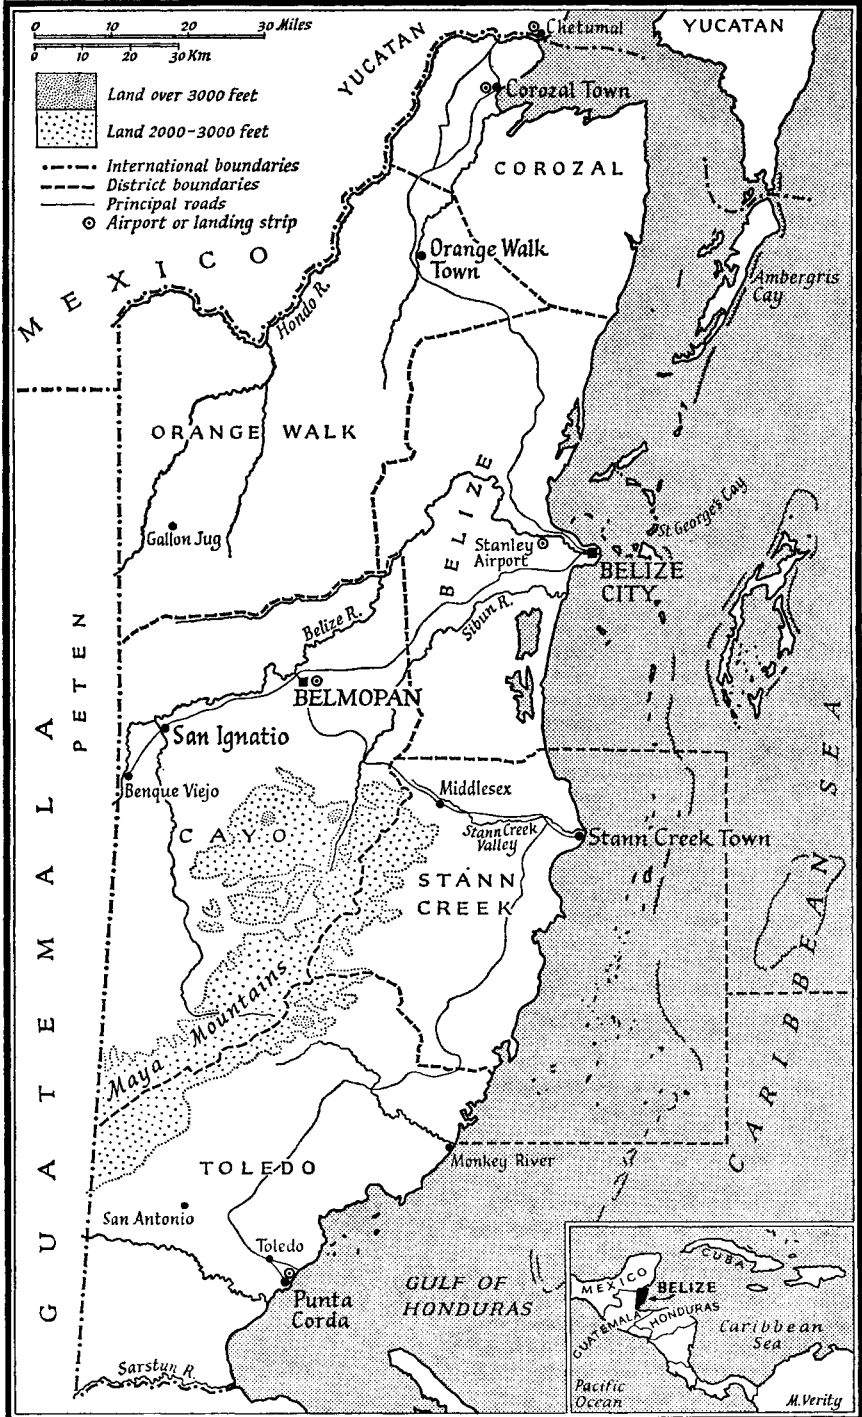 0 20 30 Miles
0 10 20 30 Km
Land over 3000 feet
Land 2000-3000 feet
International boundaries
District boundaries
Principal roads
Airport or landing strip
YUCATAN
Chetumal
YUCATAN
Corozal Town
COROZAL
MEXICO
Hondo R.
Orange Walk
Town
Ambergris
Cay
ORANGE WALK
Gallon Jug
BELIZE
Stanley
Airport
St George's Cay
BELIZE
CITY
Belize R.
Sibun R.
PETEN
BELMOPAN
San Ignatio
Benque Viejo
CAYO
Middlesex
Stann Creek
Valley
Stann Creek Town
STANN
CREEK
GUATEMALA
CARIBBEAN SEA
Maya Mountains
TOLEDO
Monkey River
San Antonio
Toledo
Punta
Corda
GULF OF
HONDURAS
Sarstun R.
MEXICO
CUBA
BELIZE
GUATEMALA
HONDURAS
Caribbean
Sea
Pacific
Ocean
M.Verity